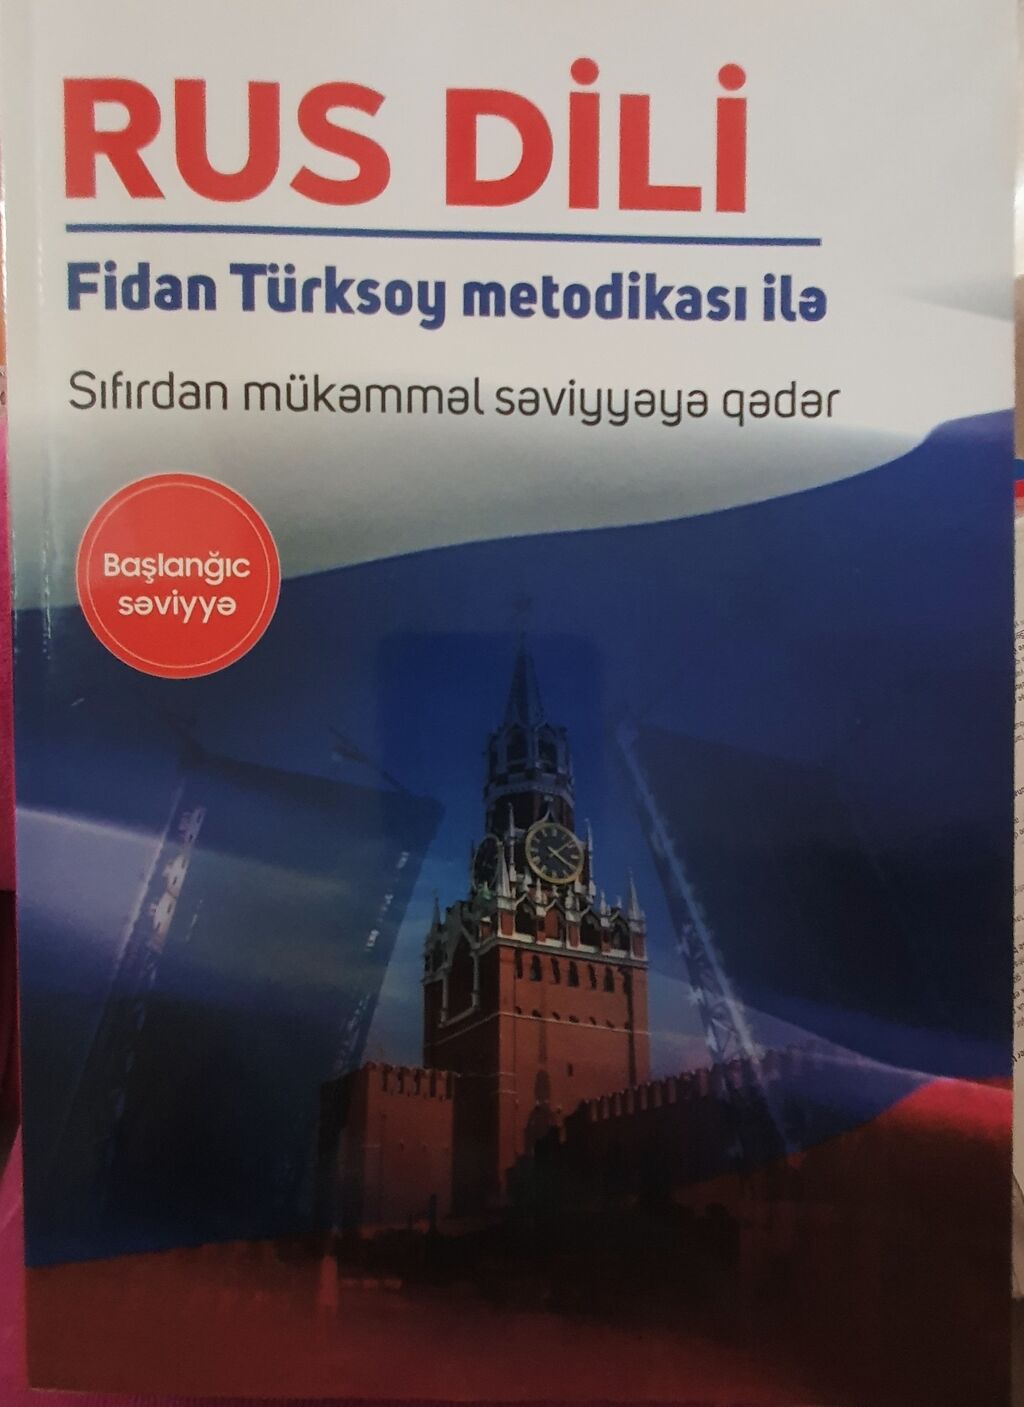 RUS DİLİ
Fidan Türksoy metodikası ilə
Sıfırdan mükəmməl səviyyəyə qədər
Başlanğıc
səviyyə